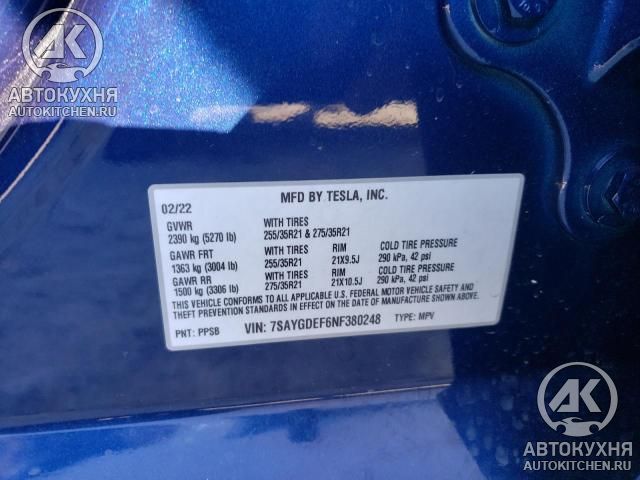 АК
АВТОКУХНЯ
AUTOKITCHEN.RU
MFD BY TESLA, INC.
02/22
GVWR WITH TIRES
2390 kg (5270 lb) 255/35R21 & 275/35R21
GAWR FRT WITH TIRES RIM COLD TIRE PRESSURE
1363 kg (3004 lb) 255/35R21 21X9.5J 290 kPa, 42 psi
GAWR RR WITH TIRES RIM COLD TIRE PRESSURE
1500 kg (3306 lb) 275/35R21 21X10.5J 290 kPa, 42 psi
THIS VEHICLE CONFORMS TO ALL APPLICABLE U.S. FEDERAL MOTOR VEHICLE SAFETY AND
THEFT PREVENTION STANDARDS IN EFFECT ON THE DATE OF MANUFACTURE SHOWN ABOVE.
PNT: PPSB VIN: 7SAYGDEF6NF380248 TYPE: MPV
АК
АВТОКУХНЯ
AUTOKITCHEN.RU